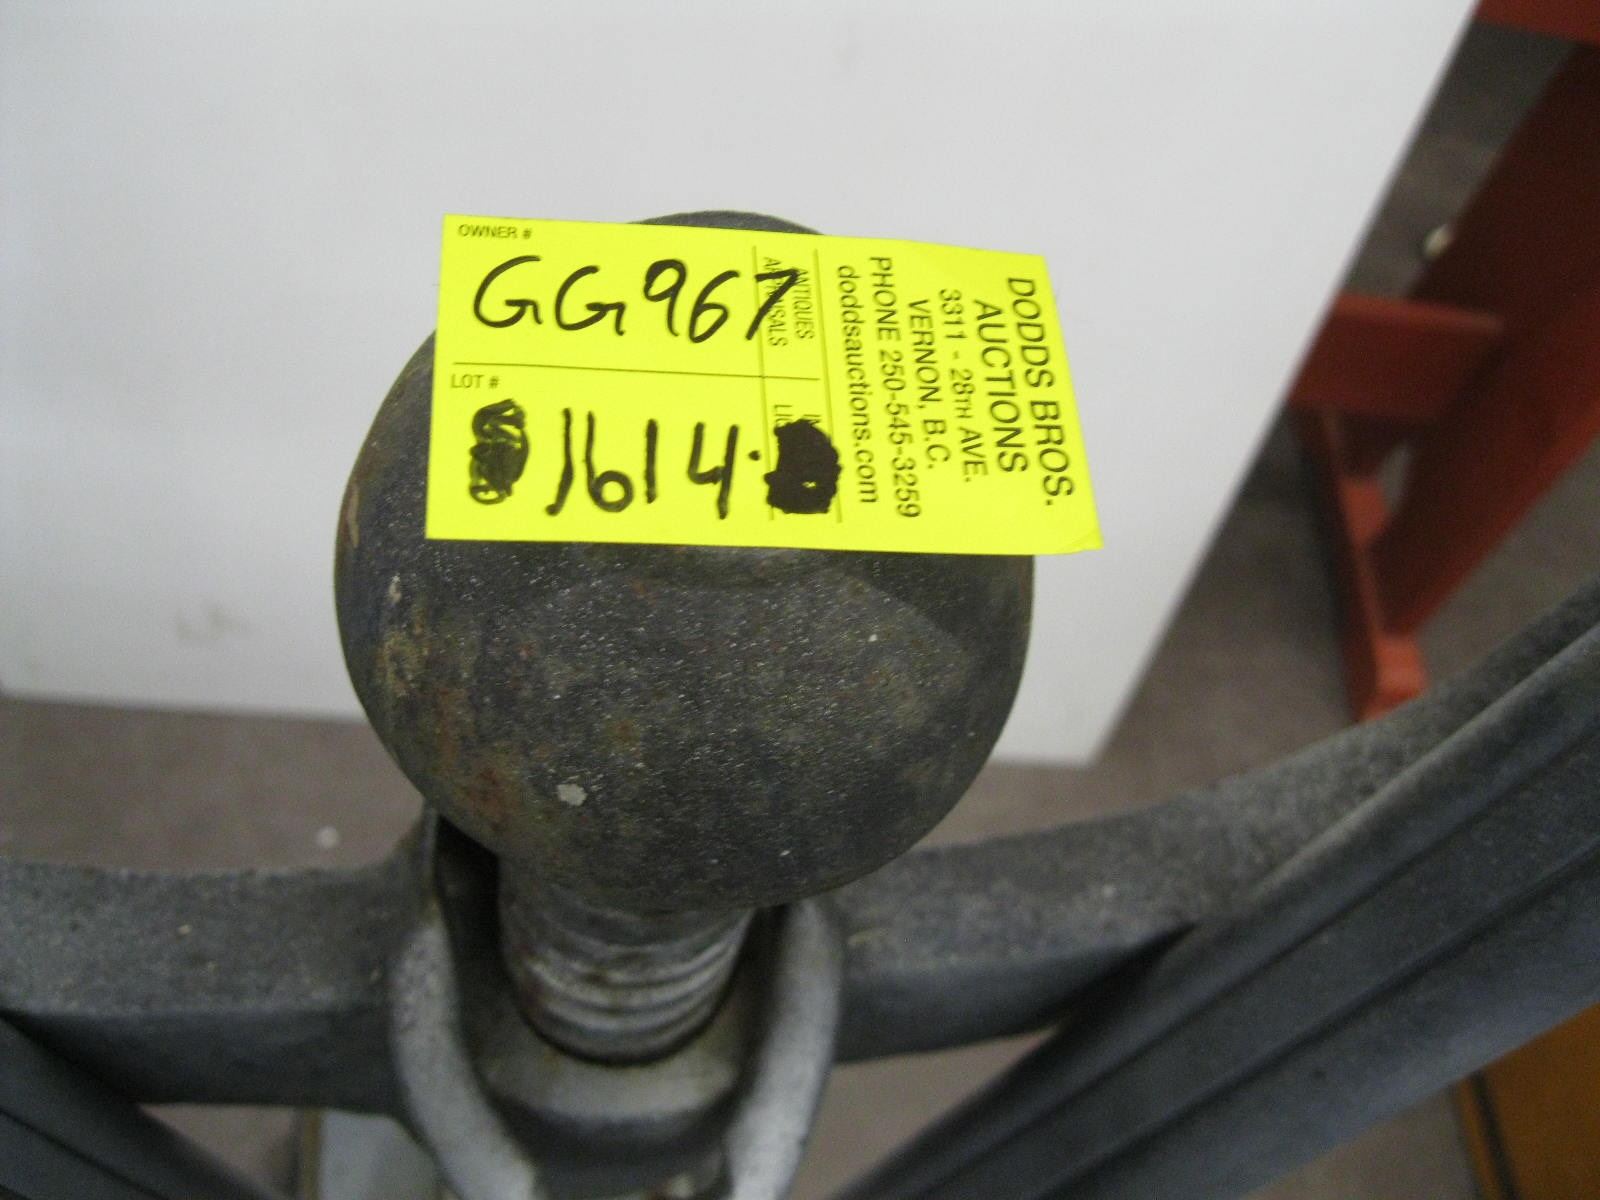 OWNER #
GG967
LOT #
1614
ANTIQUES
APPRAISALS
DODDS BROS.
AUCTIONS
3311 - 28TH AVE.
VERNON, B.C.
PHONE 250-545-3259
doddsauctions.com